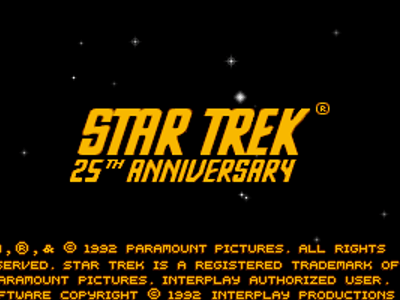 STAR TREK ®
25TH ANNIVERSARY
,®,& © 1992 PARAMOUNT PICTURES. ALL RIGHTS
SERVED. STAR TREK IS A REGISTERED TRADEMARK OF
ARAMOUNT PICTURES. INTERPLAY AUTHORIZED USER.
FTWARE COPYRIGHT © 1992 INTERPLAY PRODUCTIONS